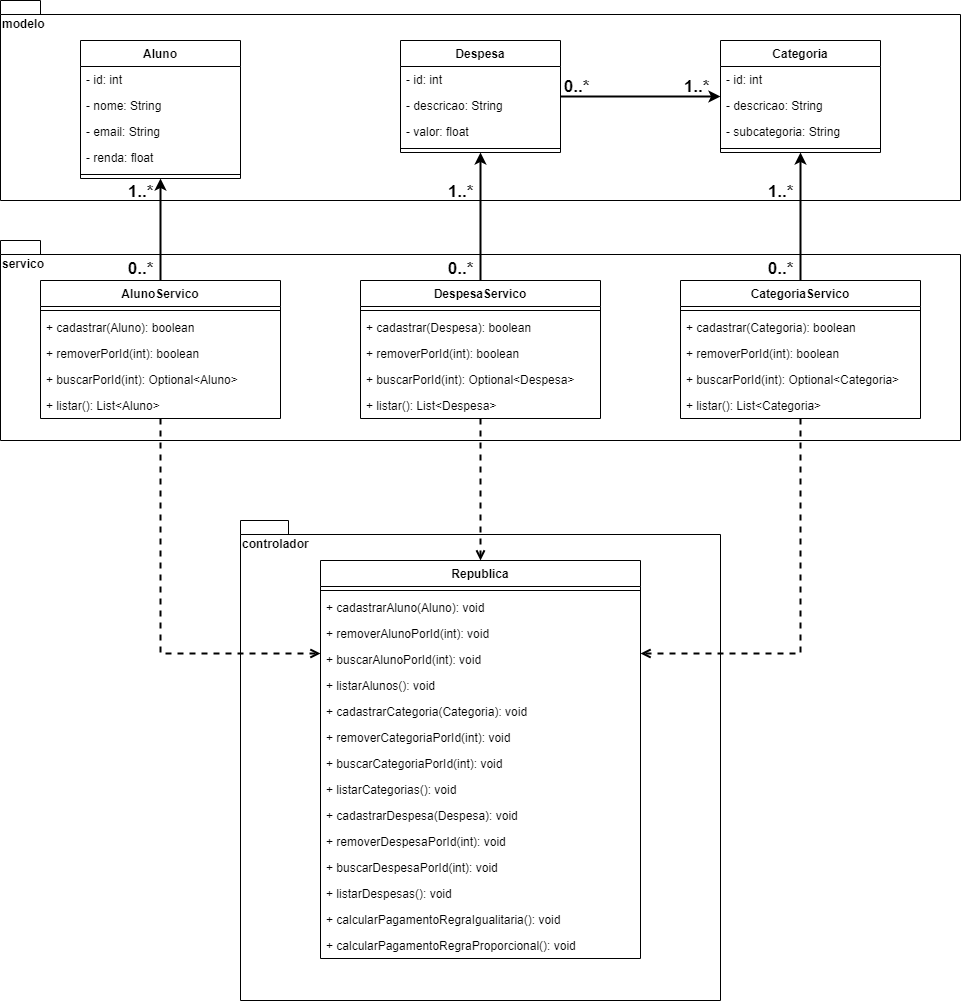 modelo
Aluno
- id: int
- nome: String
- email: String
- renda: float
Despesa
- id: int
- descricao: String
- valor: float
0..*
1..*
Categoria
- id: int
- descricao: String
- subcategoria: String
1..*
1..*
1..*
servico
0..*
0..*
0..*
AlunoServico
+ cadastrar(Aluno): boolean
+ removerPorId(int): boolean
+ buscarPorId(int): Optional<Aluno>
+ listar(): List<Aluno>
DespesaServico
+ cadastrar(Despesa): boolean
+ removerPorId(int): boolean
+ buscarPorId(int): Optional<Despesa>
+ listar(): List<Despesa>
CategoriaServico
+ cadastrar(Categoria): boolean
+ removerPorId(int): boolean
+ buscarPorId(int): Optional<Categoria>
+ listar(): List<Categoria>
controlador
Republica
+ cadastrarAluno(Aluno): void
+ removerAlunoPorId(int): void
+ buscarAlunoPorId(int): void
+ listarAlunos(): void
+ cadastrarCategoria(Categoria): void
+ removerCategoriaPorId(int): void
+ buscarCategoriaPorId(int): void
+ listarCategorias(): void
+ cadastrarDespesa(Despesa): void
+ removerDespesaPorId(int): void
+ buscarDespesaPorId(int): void
+ listarDespesas(): void
+ calcularPagamentoRegraIgualitaria(): void
+ calcularPagamentoRegraProporcional(): void